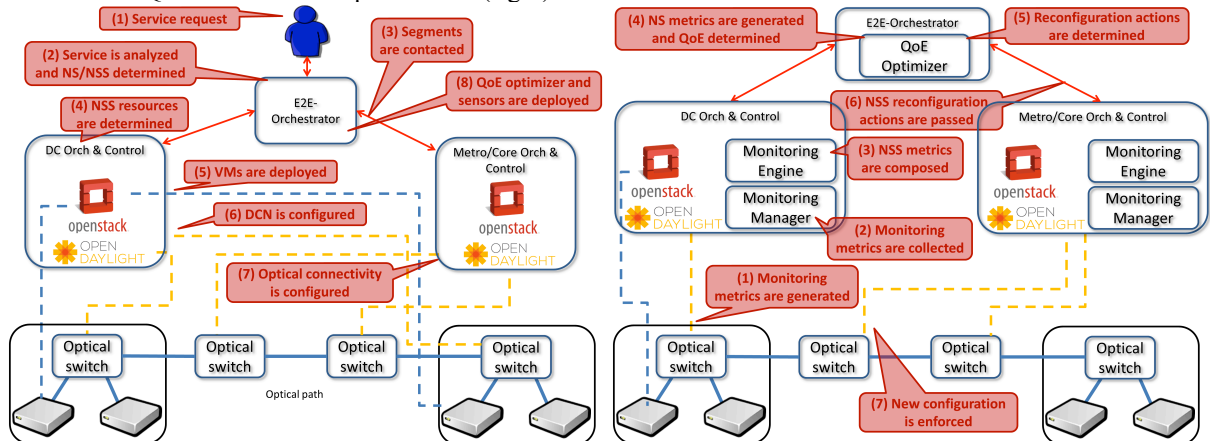 (1) Service request
(2) Service is analyzed
and NS/NSS determined
(3) Segments
are contacted
(4) NSS resources
are determined
E2E-
Orchestrator
(8) QoE optimizer and
sensors are deployed
DC Orch & Control
openstack
OPEN
DAYLIGHT
(5) VMs are deployed
(6) DCN is configured
(7) Optical connectivity
is configured
Metro/Core Orch &
Control
openstack
OPEN
DAYLIGHT
Optical
switch
Optical
switch
Optical
switch
Optical
switch
Optical path
(4) NS metrics are generated
and QoE determined
E2E-Orchestrator
QoE
Optimizer
(5) Reconfiguration actions
are determined
(6) NSS reconfiguration
actions are passed
DC Orch & Control
openstack
OPEN
DAYLIGHT
Monitoring
Engine
Monitoring
Manager
(3) NSS metrics
are composed
(2) Monitoring
metrics are collected
Metro/Core Orch & Control
openstack
OPEN
DAYLIGHT
Monitoring
Engine
Monitoring
Manager
(1) Monitoring
metrics are generated
Optical
switch
Optical
switch
Optical
switch
Optical
switch
(7) New configuration
is enforced